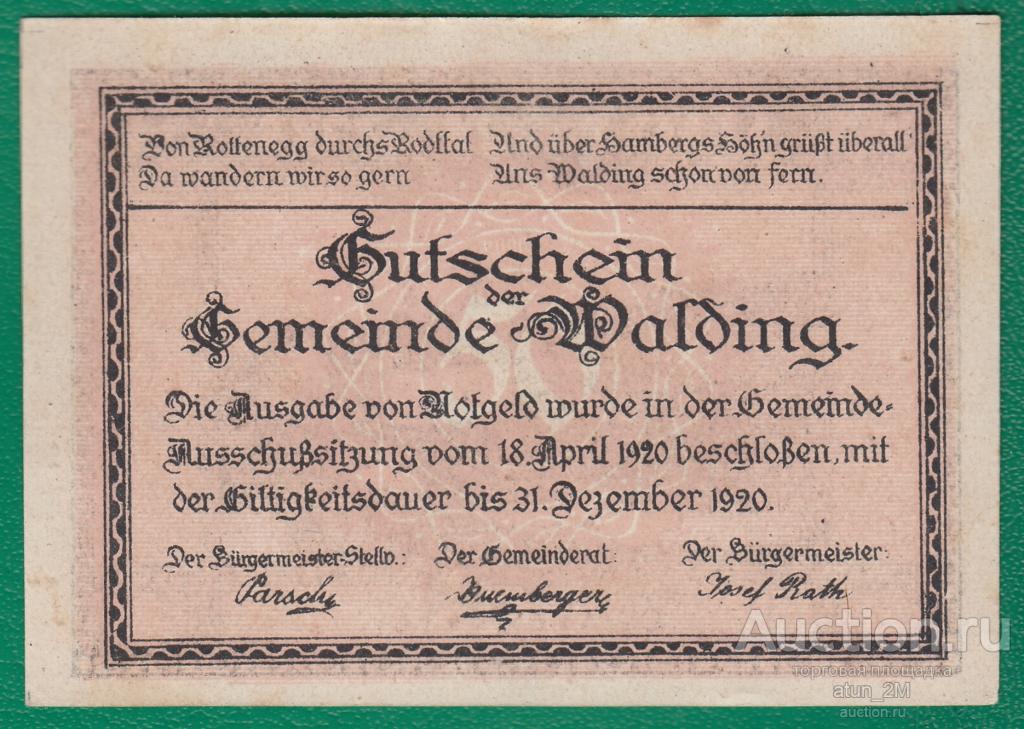 Von Rottenegg durchs Rodltal
Da wandern wir so gern
Und über Hambergs Höh'n grüßt überall
Uns Walding schon von fern.
Gutschein
der
Gemeinde Walding.
Die Ausgabe von Notgeld wurde in der Gemeinde-
Ausschußsitzung vom 18. April 1920 beschloßen, mit
der Giltigkeitsdauer bis 31. Dezember 1920.
Der Bürgermeister-Stellv.:
Parsch
Der Gemeinderat:
Der Bürgermeister:
Josef Rath
50
Auction.ru
торговая площадка
atun_2M
auction.ru